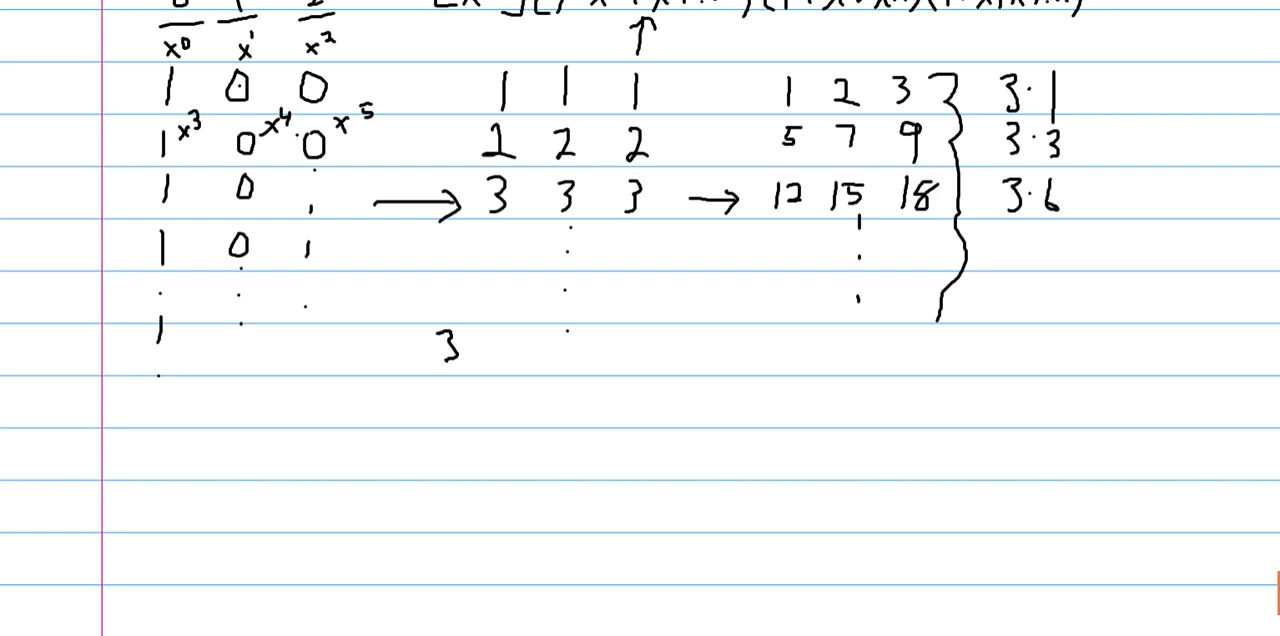 x⁰ x¹ x² ↑
1 0 0 1 1 1 1 2 3 } 3·1
1 x³ 0 x⁴ 0 x⁵ 2 2 2 5 7 9 3·3
1 0 → 3 3 3 → 12 15 18 3·6
1 0
1 3